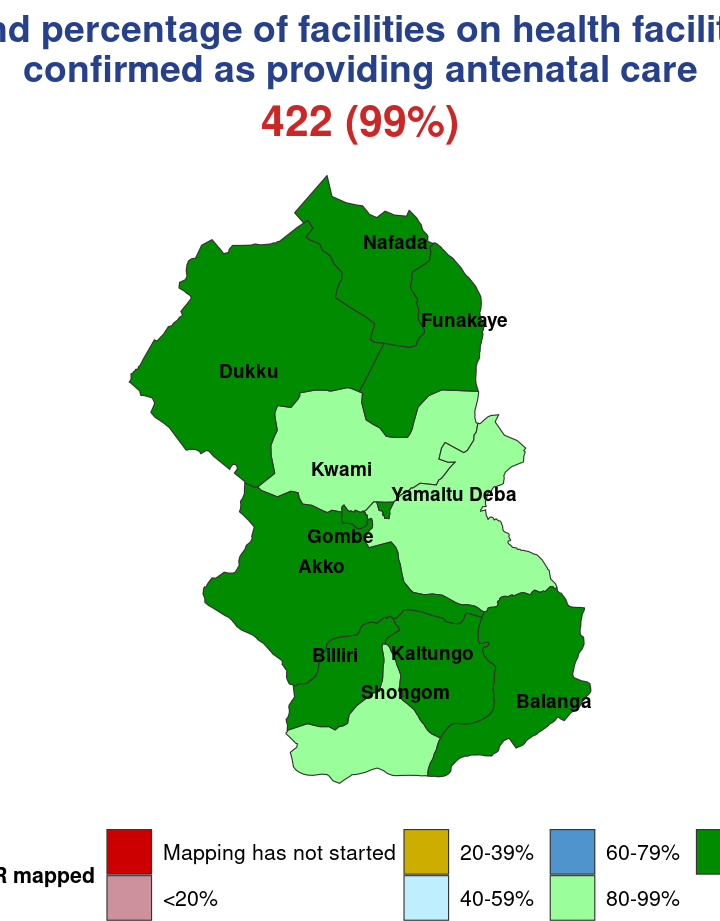 percentage of facilities on health
confirmed as providing antenatal care
422 (99%)
Nafada
Funakaye
Dukku
Kwami
Yamaltu Deba
Gombe
Akko
Billiri
Kaltungo
Shongom
Balanga
mapped
Mapping has not started
<20%
20-39%
40-59%
60-79%
80-99%